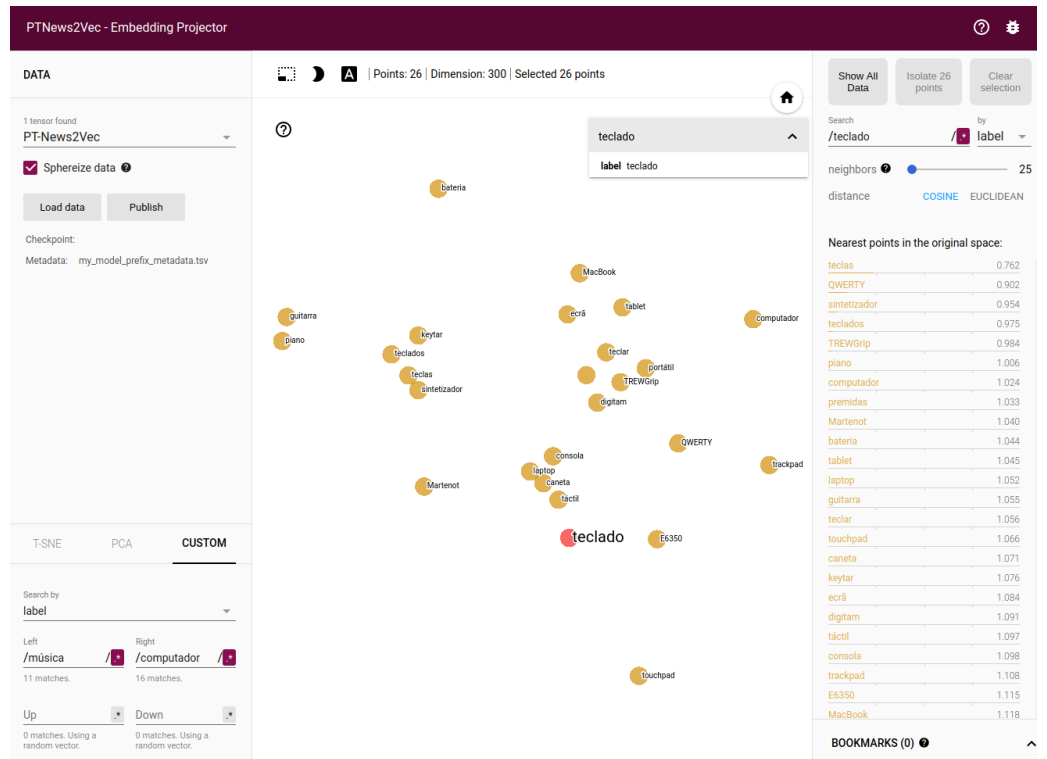 PTNews2Vec - Embedding Projector
DATA
1 tensor found
PT-News2Vec
Sphereize data
Load data
Publish
Checkpoint:
Metadata: my_model_prefix_metadata.tsv
T-SNE
PCA
CUSTOM
Search by
label
Left
Right
/música
/.*
/computador
/.*
11 matches.
16 matches.
Up
.*
Down
.*
0 matches. Using a
random vector.
0 matches. Using a
random vector.
A
Points: 26 | Dimension: 300 | Selected 26 points
teclado
label teclado
bateria
MacBook
tablet
ecrã
computador
guitarra
piano
keytar
teclados
teclar
portátil
teclas
TREWGrip
sintetizador
digitam
QWERTY
consola
trackpad
laptop
caneta
Martenot
táctil
teclado
E6350
touchpad
Show All
Data
Isolate 26
points
Clear
selection
Search
by
/teclado
/.*
label
neighbors
25
distance
COSINE
EUCLIDEAN
Nearest points in the original space:
teclas 0.762
QWERTY 0.902
sintetizador 0.954
teclados 0.975
TREWGrip 0.984
piano 1.006
computador 1.024
premidas 1.033
Martenot 1.040
bateria 1.044
tablet 1.045
laptop 1.052
guitarra 1.055
teclar 1.056
touchpad 1.066
caneta 1.071
keytar 1.076
ecrã 1.084
digitam 1.091
táctil 1.097
consola 1.098
trackpad 1.108
E6350 1.115
MacBook 1.118
BOOKMARKS (0)